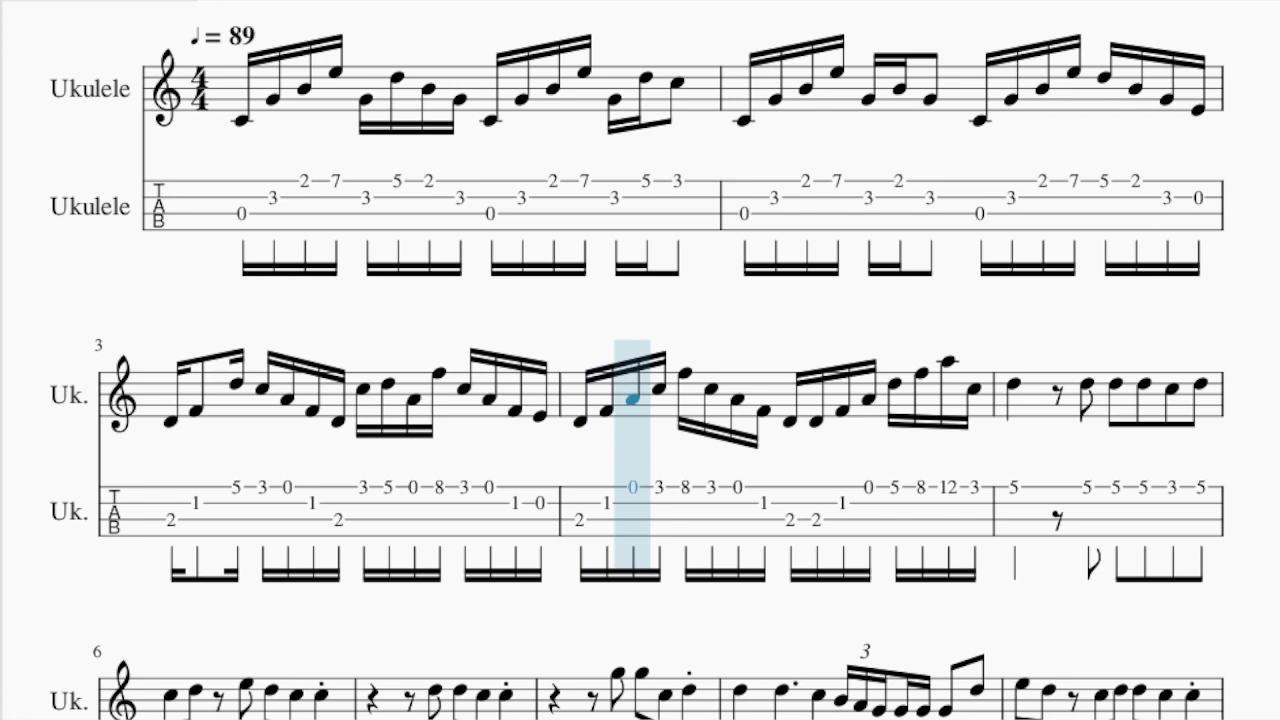 ♩ = 89
Ukulele 4 4
Ukulele T A B 0 3 2 7 3 5 2 3 0 3 2 7 3 5 3 0 3 2 7 3 2 3 0 3 2 7 5 2 3 0
3
Uk.
Uk. T A B 2 1 5 3 0 1 2 3 5 0 8 3 0 1 0 2 1 0 3 8 3 0 1 2 2 1 0 5 8 12 3 5 5 5 5 3 5
6 3
Uk.